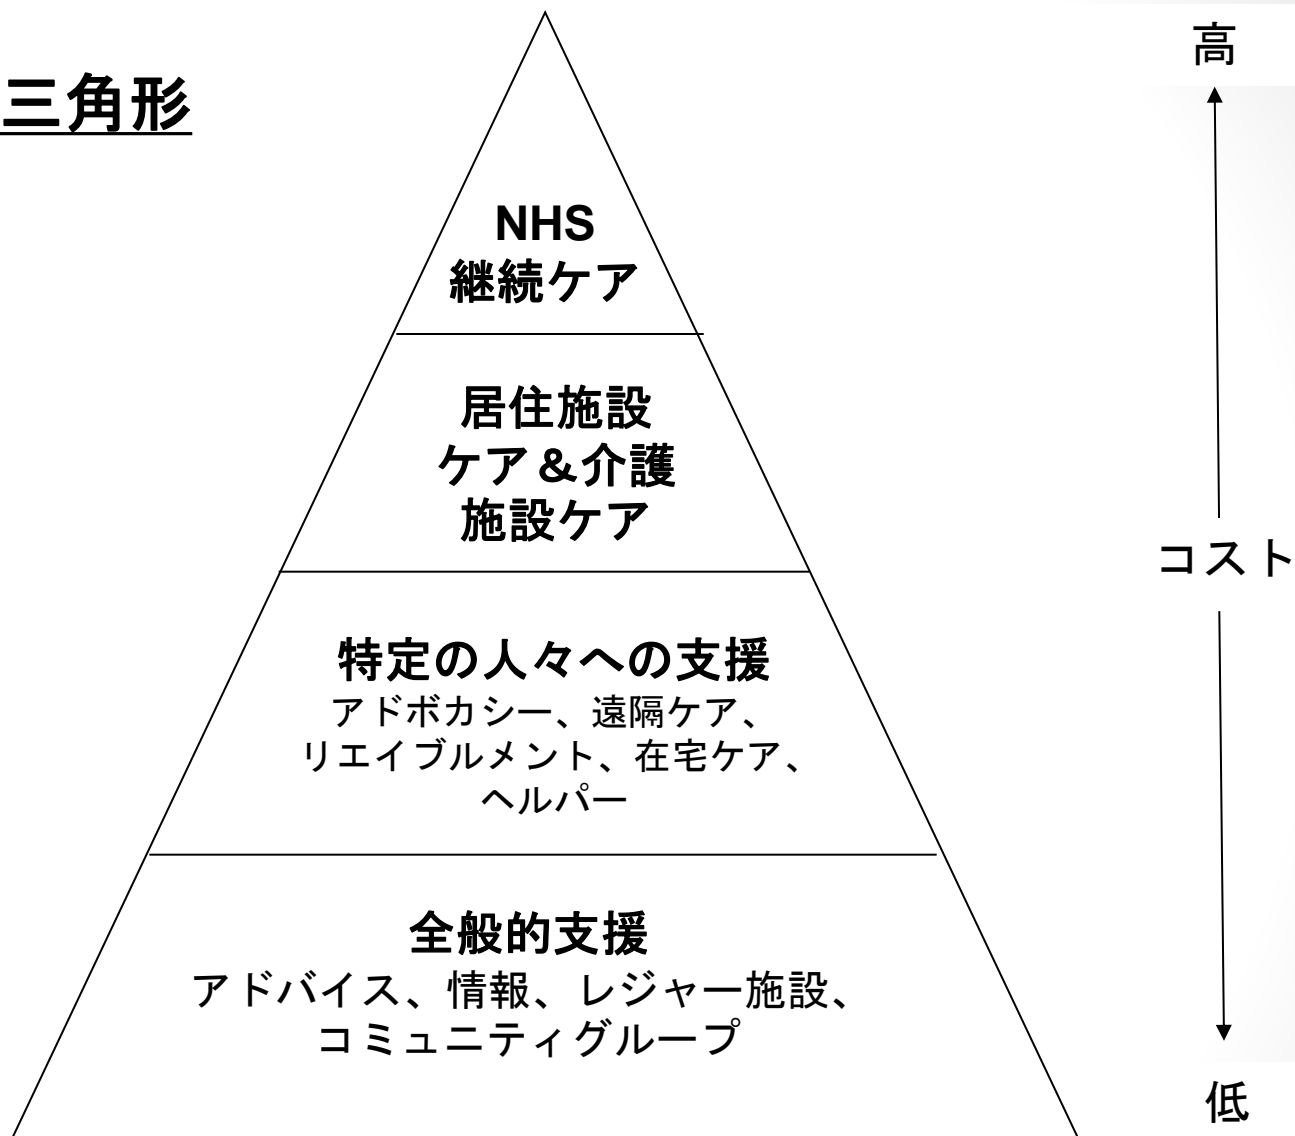 三角形
高
NHS
継続ケア
居住施設
ケア＆介護
施設ケア
コスト
特定の人々への支援
アドボカシー、遠隔ケア、
リエイブルメント、在宅ケア、
ヘルパー
全般的支援
アドバイス、情報、レジャー施設、
コミュニティグループ
低